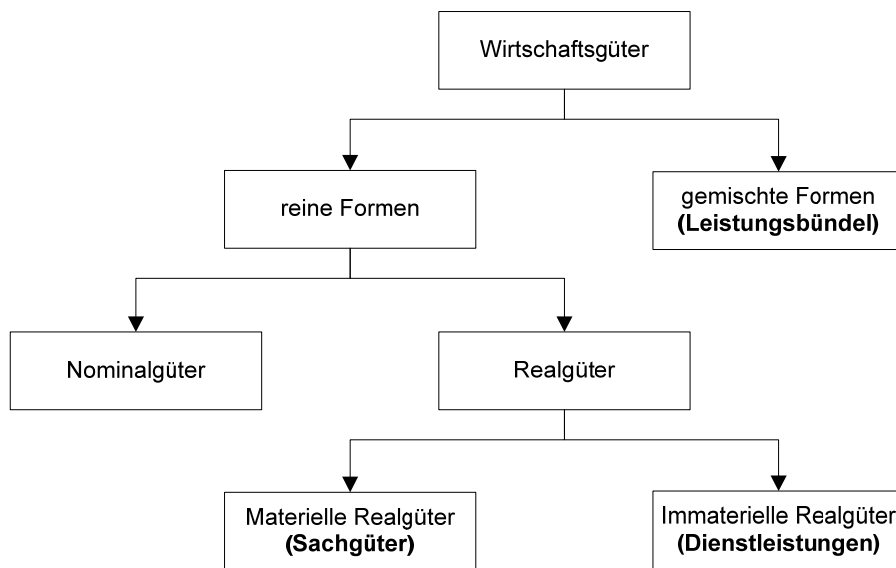 Wirtschaftsgüter
reine Formen
gemischte Formen
(Leistungsbündel)
Nominalgüter
Realgüter
Materielle Realgüter
(Sachgüter)
Immaterielle Realgüter
(Dienstleistungen)